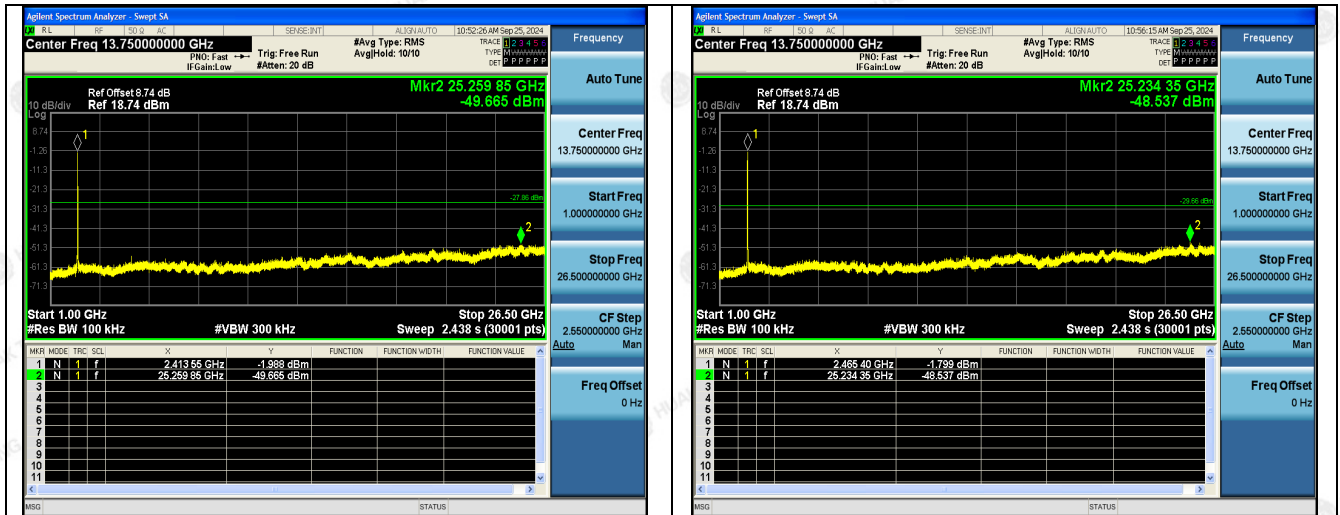 Agilent Spectrum Analyzer - Swept SA
RL RF 50 Ω AC SENSE:INT ALIGNAUTO 10:52:26 AM Sep 25, 2024
Center Freq 13.750000000 GHz
PNO: Fast
IFGain:Low
Trig: Free Run
#Atten: 20 dB
#Avg Type: RMS
Avg|Hold: 10/10
TRACE 1 2 3 4 5 6
TYPE M
DET P P P P P P
Ref Offset 8.74 dB
Ref 18.74 dBm
Mkr2 25.259 85 GHz
-49.665 dBm
10 dB/div
Log
8.74
-1.26
-11.3
-21.3
-31.3
-41.3
-51.3
-61.3
-71.3
1
2
Start 1.00 GHz
Stop 26.50 GHz
#Res BW 100 kHz
#VBW 300 kHz
Sweep 2.438 s (30001 pts)
MKR MODE TRC SCL X Y FUNCTION FUNCTION WIDTH FUNCTION VALUE
1 N 1 f 2.413 55 GHz -1.988 dBm
2 N 1 f 25.259 85 GHz -49.665 dBm
3
4
5
6
7
8
9
10
11
MSG
STATUS
Frequency
Auto Tune
Center Freq
13.750000000 GHz
Start Freq
1.000000000 GHz
Stop Freq
26.500000000 GHz
CF Step
2.550000000 GHz
Auto Man
Freq Offset
0 Hz
Agilent Spectrum Analyzer - Swept SA
RL RF 50 Ω AC SENSE:INT ALIGNAUTO 10:56:15 AM Sep 25, 2024
Center Freq 13.750000000 GHz
PNO: Fast
IFGain:Low
Trig: Free Run
#Atten: 20 dB
#Avg Type: RMS
Avg|Hold: 10/10
TRACE 1 2 3 4 5 6
TYPE M
DET P P P P P P
Ref Offset 8.74 dB
Ref 18.74 dBm
Mkr2 25.234 35 GHz
-48.537 dBm
10 dB/div
Log
8.74
-1.26
-11.3
-21.3
-31.3
-41.3
-51.3
-61.3
-71.3
1
2
Start 1.00 GHz
Stop 26.50 GHz
#Res BW 100 kHz
#VBW 300 kHz
Sweep 2.438 s (30001 pts)
MKR MODE TRC SCL X Y FUNCTION FUNCTION WIDTH FUNCTION VALUE
1 N 1 f 2.465 40 GHz -1.799 dBm
2 N 1 f 25.234 35 GHz -48.537 dBm
3
4
5
6
7
8
9
10
11
MSG
STATUS
Frequency
Auto Tune
Center Freq
13.750000000 GHz
Start Freq
1.000000000 GHz
Stop Freq
26.500000000 GHz
CF Step
2.550000000 GHz
Auto Man
Freq Offset
0 Hz